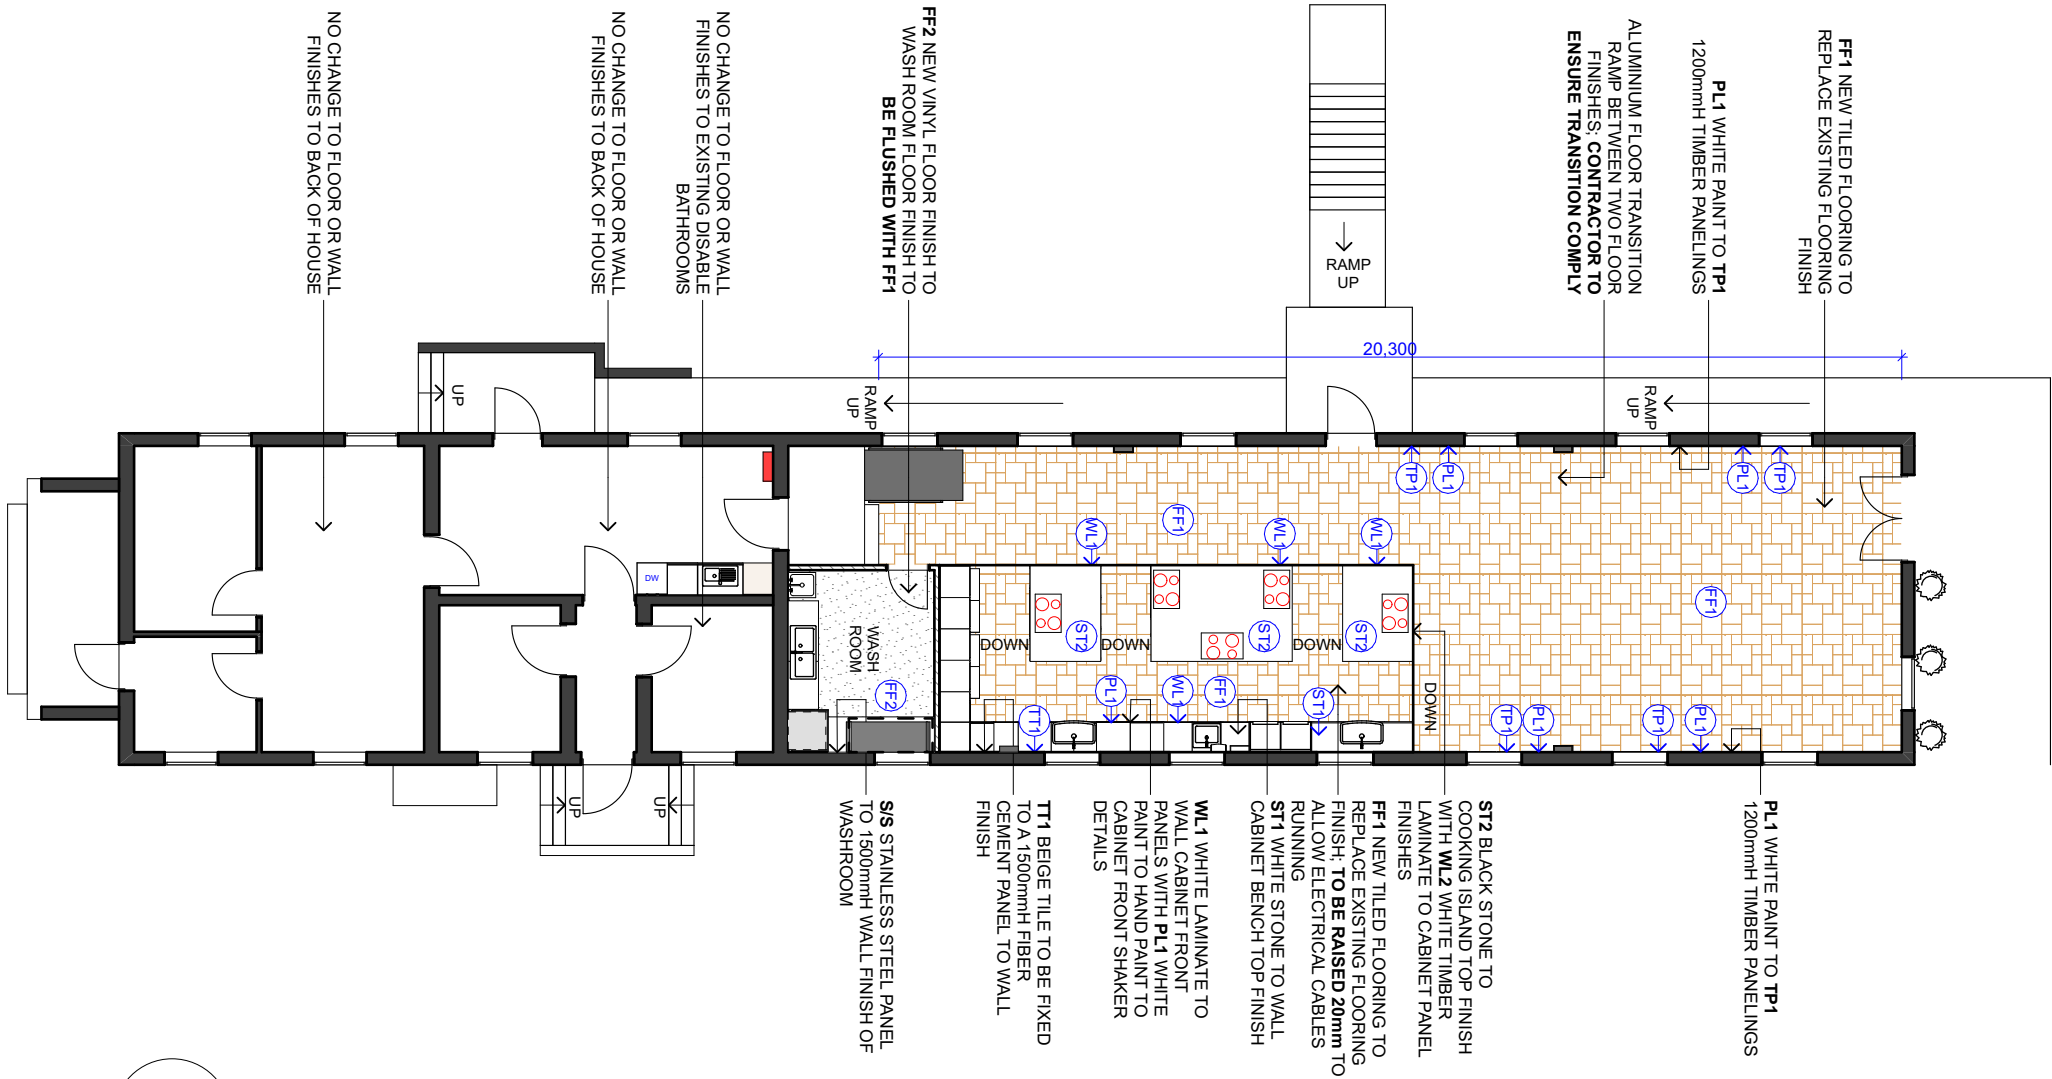 NO CHANGE TO FLOOR OR WALL
FINISHES TO BACK OF HOUSE
NO CHANGE TO FLOOR OR WALL
FINISHES TO BACK OF HOUSE
NO CHANGE TO FLOOR OR WALL
FINISHES TO EXISTING DISABLE
BATHROOMS
FF2 NEW VINYL FLOOR FINISH TO
WASH ROOM FLOOR FINISH TO
BE FLUSHED WITH FF1
ALUMINIUM FLOOR TRANSITION
RAMP BETWEEN TWO FLOOR
FINISHES; CONTRACTOR TO
ENSURE TRANSITION COMPLY
PL1 WHITE PAINT TO TP1
1200mmH TIMBER PANELINGS
FF1 NEW TILED FLOORING TO
REPLACE EXISTING FLOORING
FINISH
RAMP
UP
20,300
UP
RAMP
UP
RAMP
UP
TP1
PL1
PL1
TP1
WL1
FF1
WL1
WL1
DW
FF1
ST2
ST2
ST2
DOWN
DOWN
DOWN
DOWN
WASH
ROOM
FF2
TT1
PL1
WL1
FF1
ST1
TP1
PL1
TP1
PL1
UP
UP
S/S STAINLESS STEEL PANEL
TO 1500mmH WALL FINISH OF
WASHROOM
TT1 BEIGE TILE TO BE FIXED
TO A 1500mmH FIBER
CEMENT PANEL TO WALL
FINISH
WL1 WHITE LAMINATE TO
WALL CABINET FRONT
PANELS WITH PL1 WHITE
PAINT TO HAND PAINT TO
CABINET FRONT SHAKER
DETAILS
ST1 WHITE STONE TO WALL
CABINET BENCH TOP FINISH
FF1 NEW TILED FLOORING TO
REPLACE EXISTING FLOORING
FINISH; TO BE RAISED 20mm TO
ALLOW ELECTRICAL CABLES
RUNNING
ST2 BLACK STONE TO
COOKING ISLAND TOP FINISH
WITH WL2 WHITE TIMBER
LAMINATE TO CABINET PANEL
FINISHES
PL1 WHITE PAINT TO TP1
1200mmH TIMBER PANELINGS